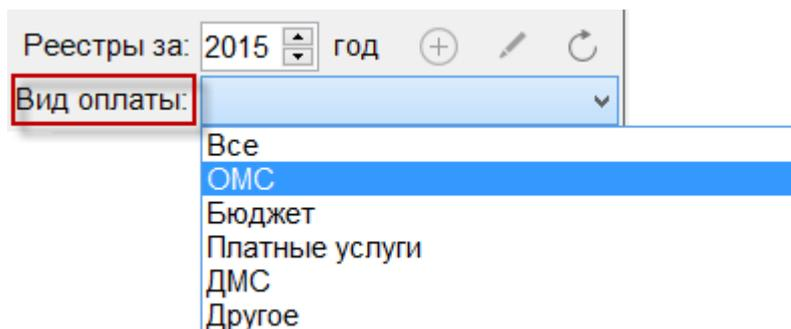 Реестры за: 2015 год
Вид оплаты:
Все
ОМС
Бюджет
Платные услуги
ДМС
Другое